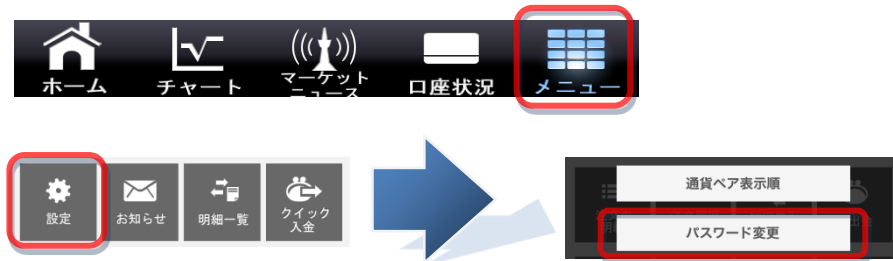 ホーム
チャート
マーケット
ニュース
口座状況
メニュー
設定
お知らせ
明細一覧
クイック
入金
通貨ペア表示順
パスワード変更